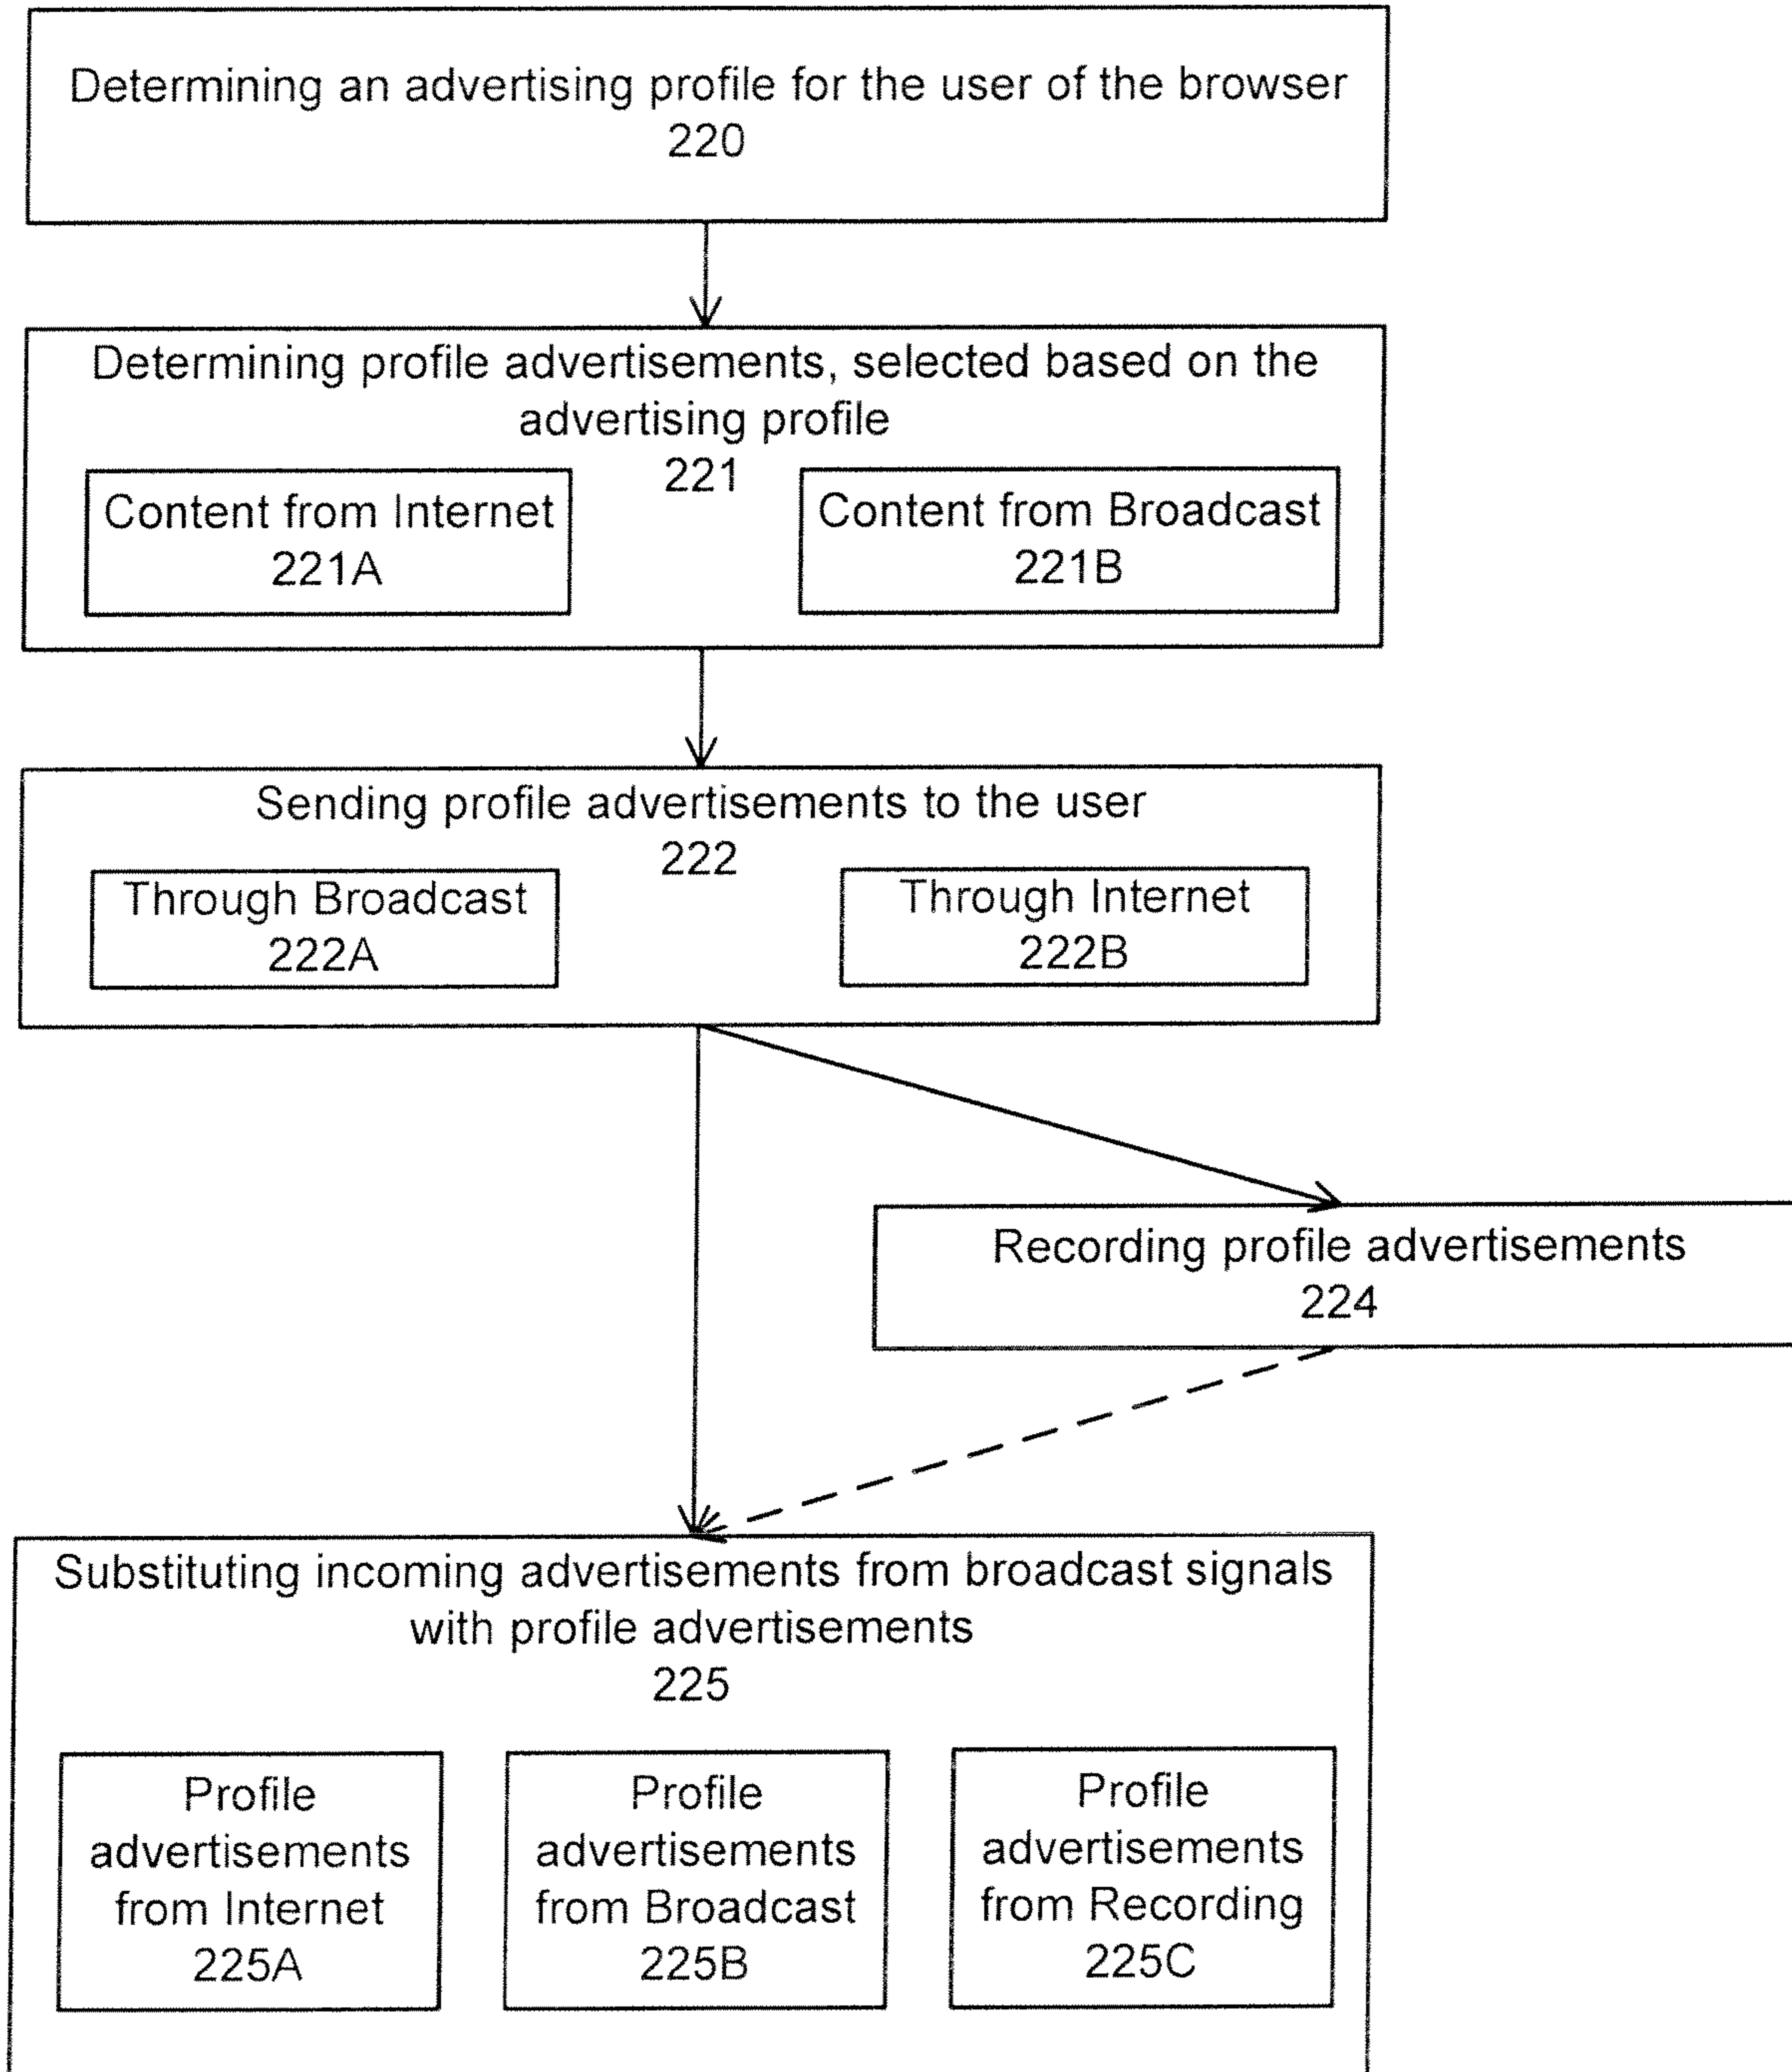 Determining an advertising profile for the user of the browser
220
Determining profile advertisements, selected based on the
advertising profile
221
Content from Internet
221A
Content from Broadcast
221B
Sending profile advertisements to the user
222
Through Broadcast
222A
Through Internet
222B
Recording profile advertisements
224
Substituting incoming advertisements from broadcast signals
with profile advertisements
225
Profile
advertisements
from Internet
225A
Profile
advertisements
from Broadcast
225B
Profile
advertisements
from Recording
225C